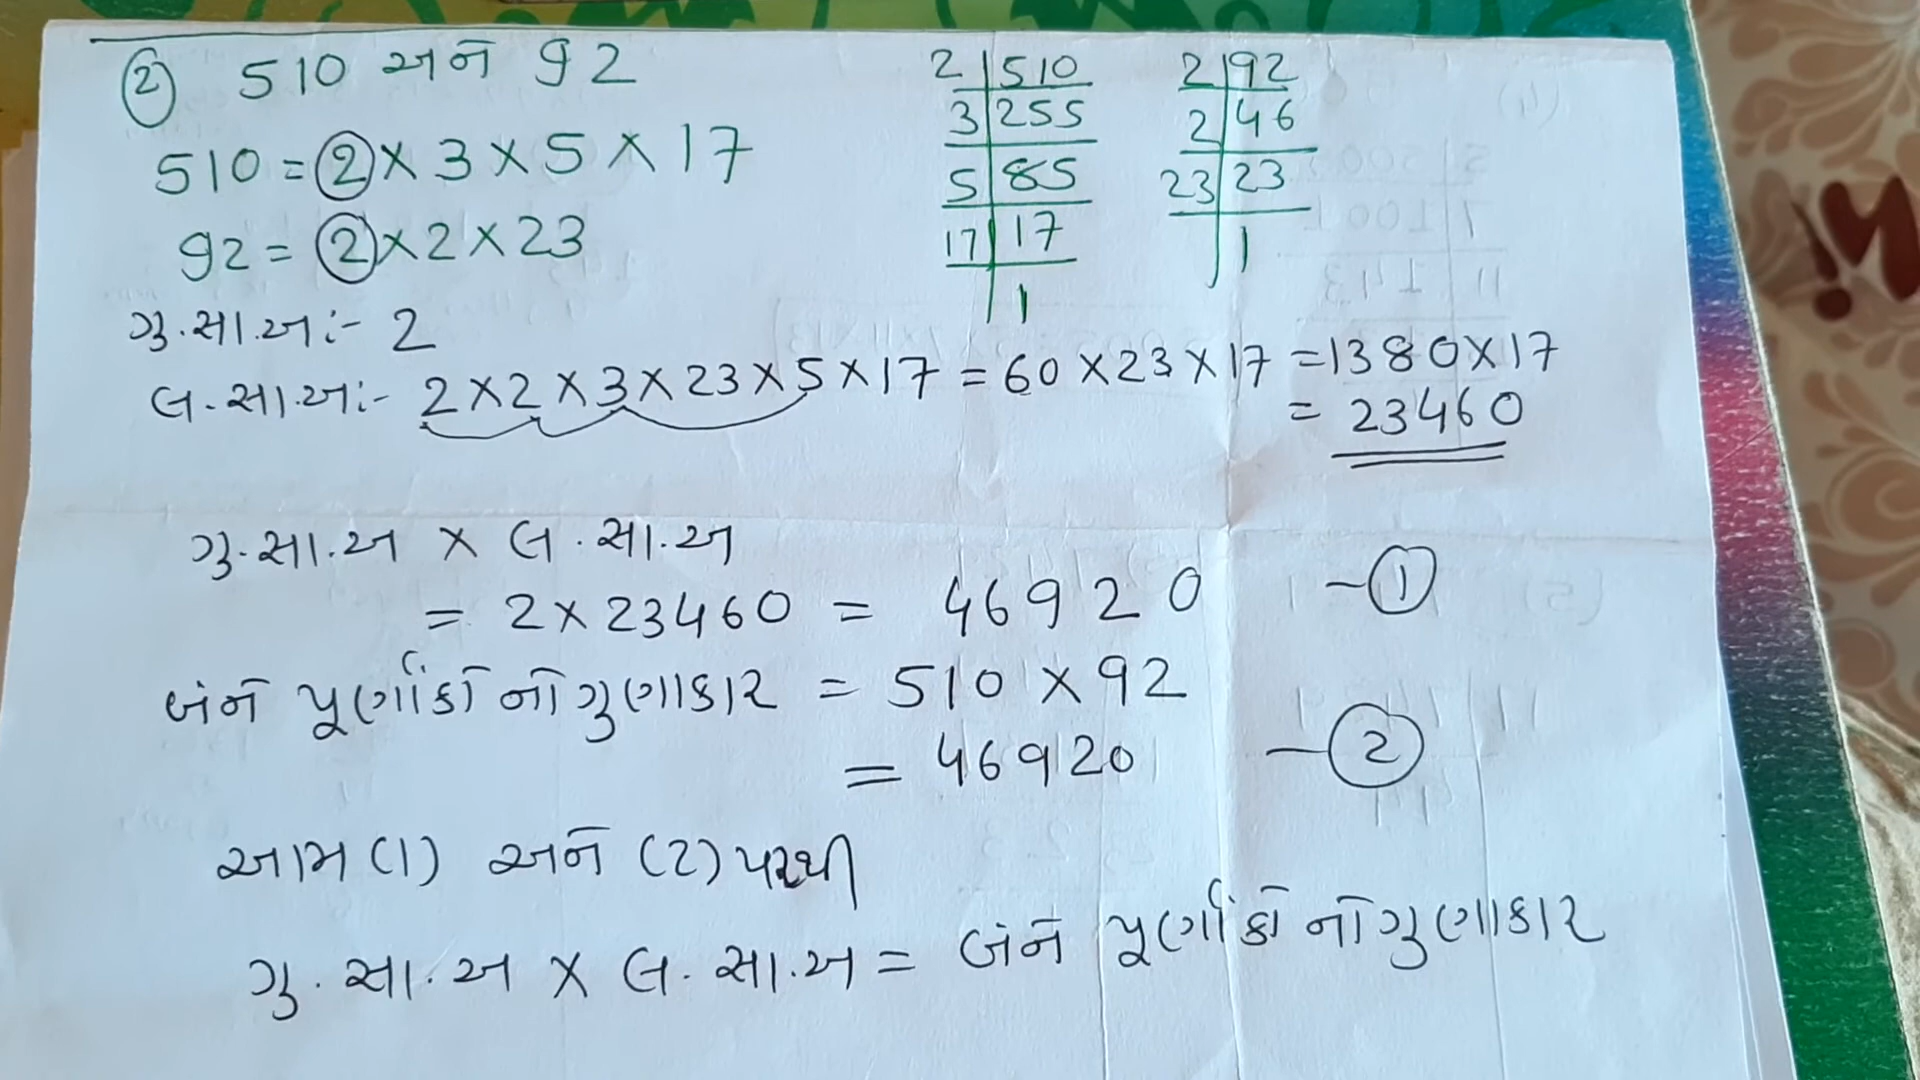 (2) 510 અને 92
510 = 2 × 3 × 5 × 17
92 = 2 × 2 × 23
2 | 510
3 | 255
5 | 85
17 | 17
1
2 | 92
2 | 46
23 | 23
1
ગુ.સા.અ :- 2
લ.સા.અ :- 2 × 2 × 3 × 23 × 5 × 17 = 60 × 23 × 17 = 1380 × 17
= 23460
ગુ.સા.અ × લ.સા.અ
= 2 × 23460 = 46920 — (1)
બંને પૂર્ણાંકો નો ગુણાકાર = 510 × 92
= 46920 — (2)
આમ (1) અને (2) પરથી
ગુ.સા.અ × લ.સા.અ = બંને પૂર્ણાંકો નો ગુણાકાર